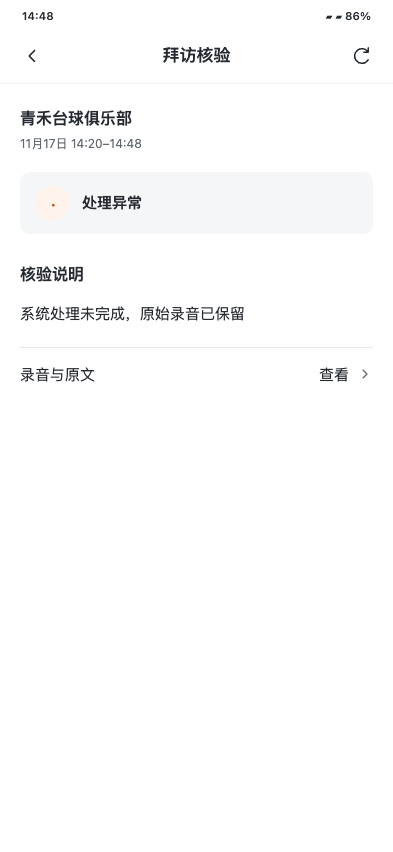 14:48
86%
拜访核验
青禾台球俱乐部
11月17日 14:20–14:48
处理异常
核验说明
系统处理未完成，原始录音已保留
录音与原文
查看